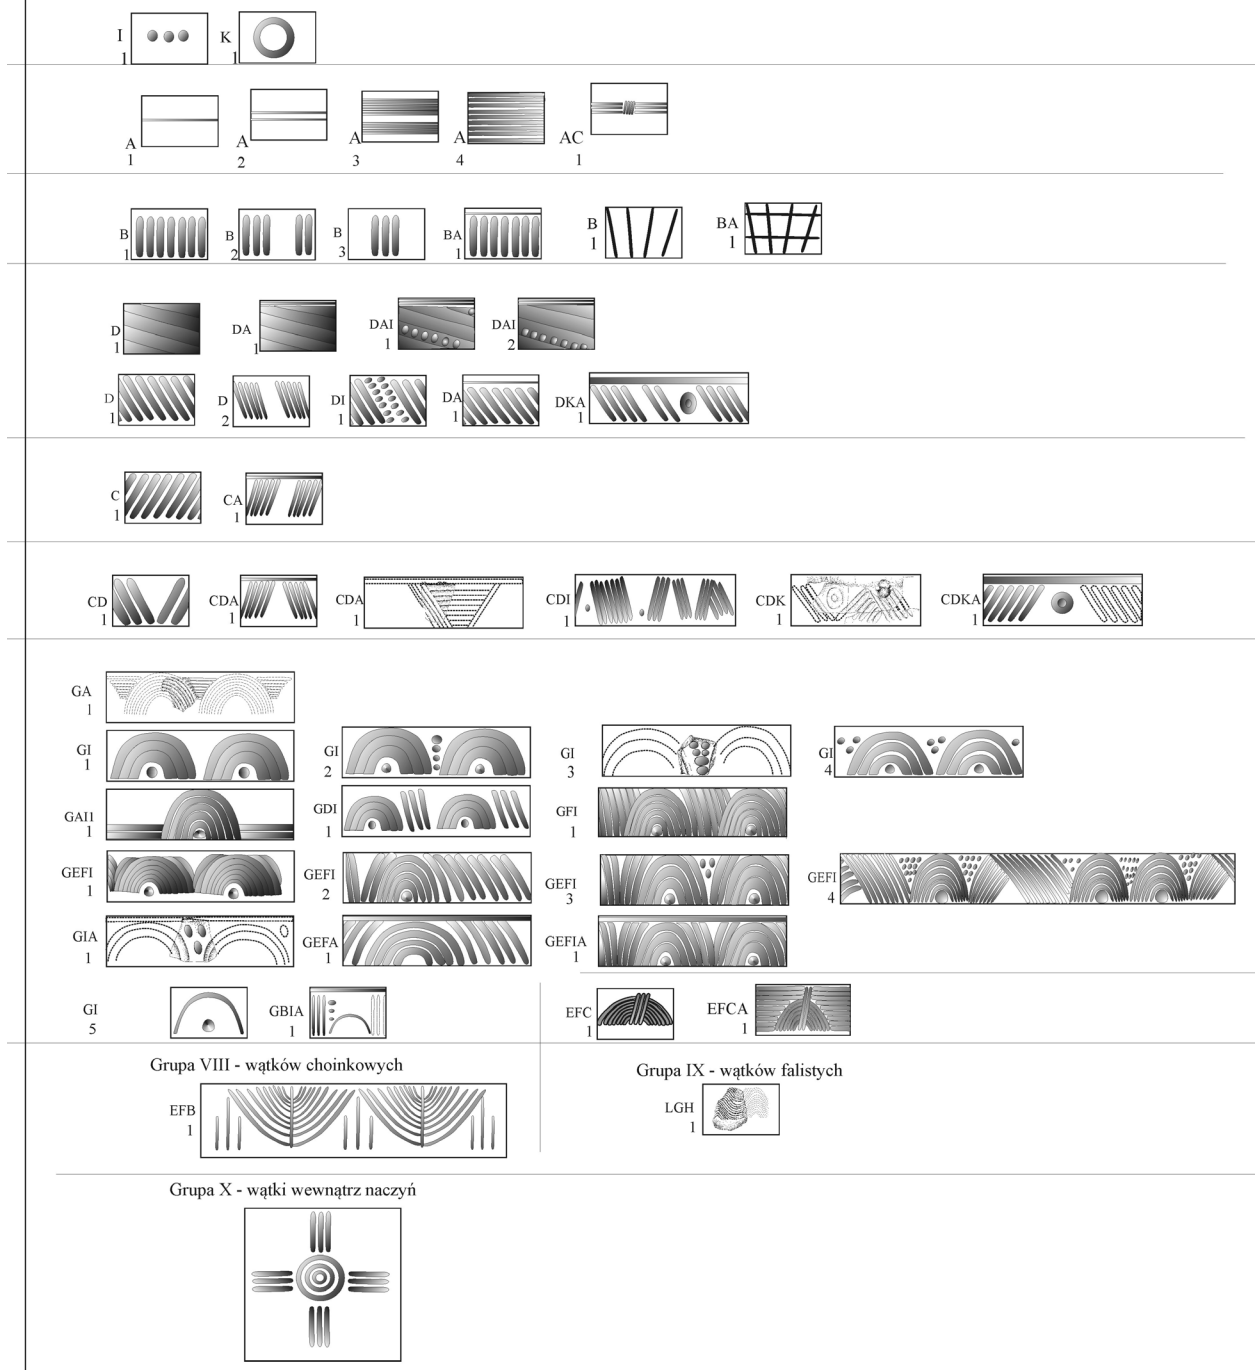 I K
1 1
A A A A AC
1 2 3 4 1
B B B BA B BA
1 2 3 1 1 1
D DA DAI DAI
1 1 1 2
D D DI DA DKA
1 2 1 1 1
C CA
1 1
CD CDA CDA CDI CDK CDKA
1 1 1 1 1 1
GA
1
GI GI GI GI
1 2 3 4
GAI1 GDI GFI
1 1 1
GEFI GEFI GEFI GEFI
1 2 3 4
GIA GEFA GEFIA
1 1 1
GI GBIA EFC EFCA
5 1 1 1
Grupa VIII - wątków choinkowych
EFB
1
Grupa IX - wątków falistych
LGH
1
Grupa X - wątki wewnątrz naczyń